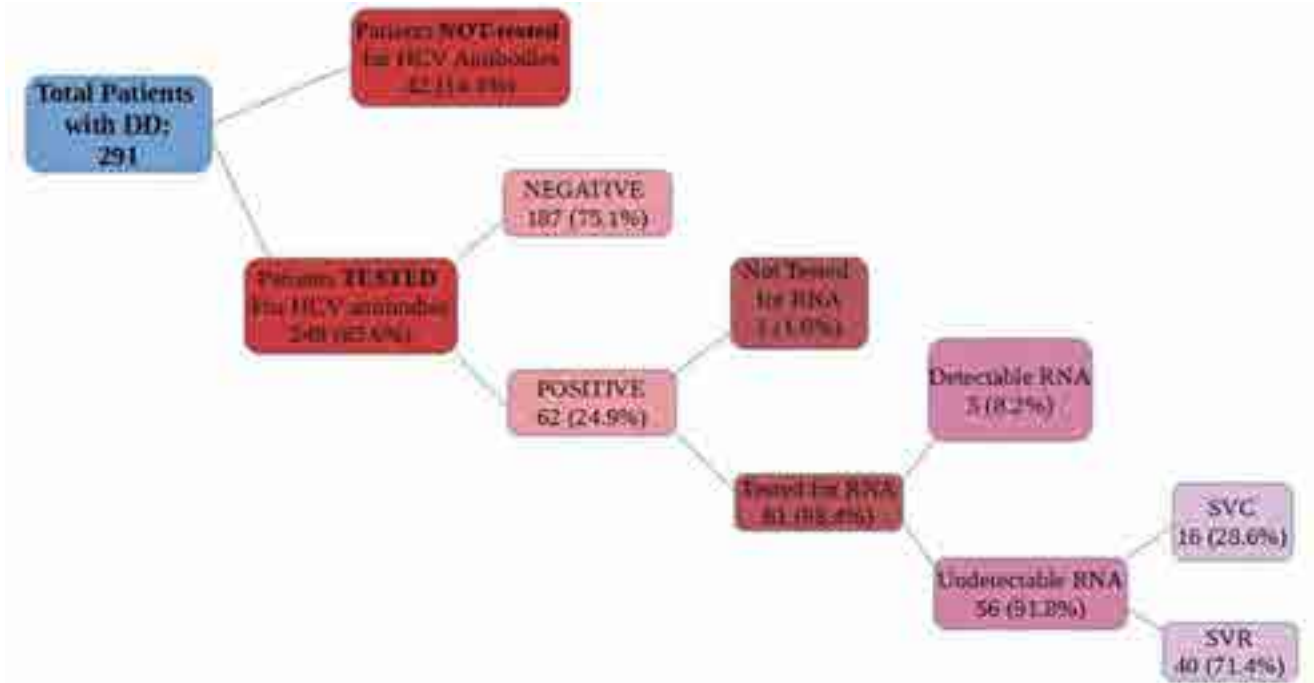 Total Patients
with DD:
291
Patients NOT-tested
for HCV Antibodies
42 (14.4%)
NEGATIVE
187 (75.1%)
Patients TESTED
for HCV antibodies
249 (85.6%)
Not Tested
for RNA
POSITIVE
62 (24.9%)
Detectable RNA
5 (8.2%)
Tested for RNA
61 (98.4%)
SVC
16 (28.6%)
Undetectable RNA
56 (91.8%)
SVR
40 (71.4%)